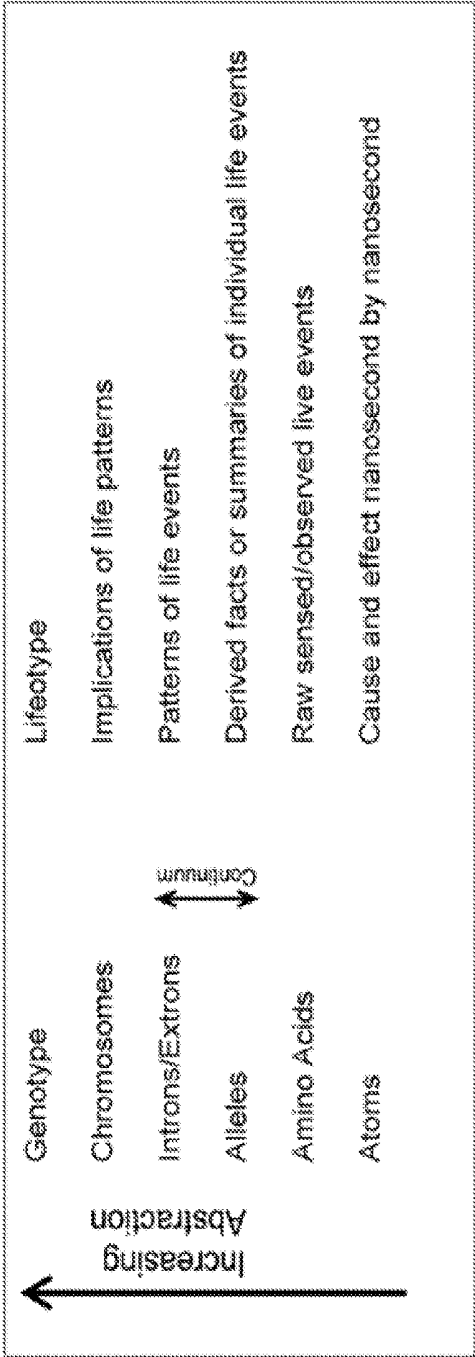 Increasing
Abstraction
Genotype
Lifeotype
Chromosomes
Implications of life patterns
Introns/Extrons
Patterns of life events
Continuum
Alleles
Derived facts or summaries of individual life events
Amino Acids
Raw sensed/observed live events
Atoms
Cause and effect nanosecond by nanosecond